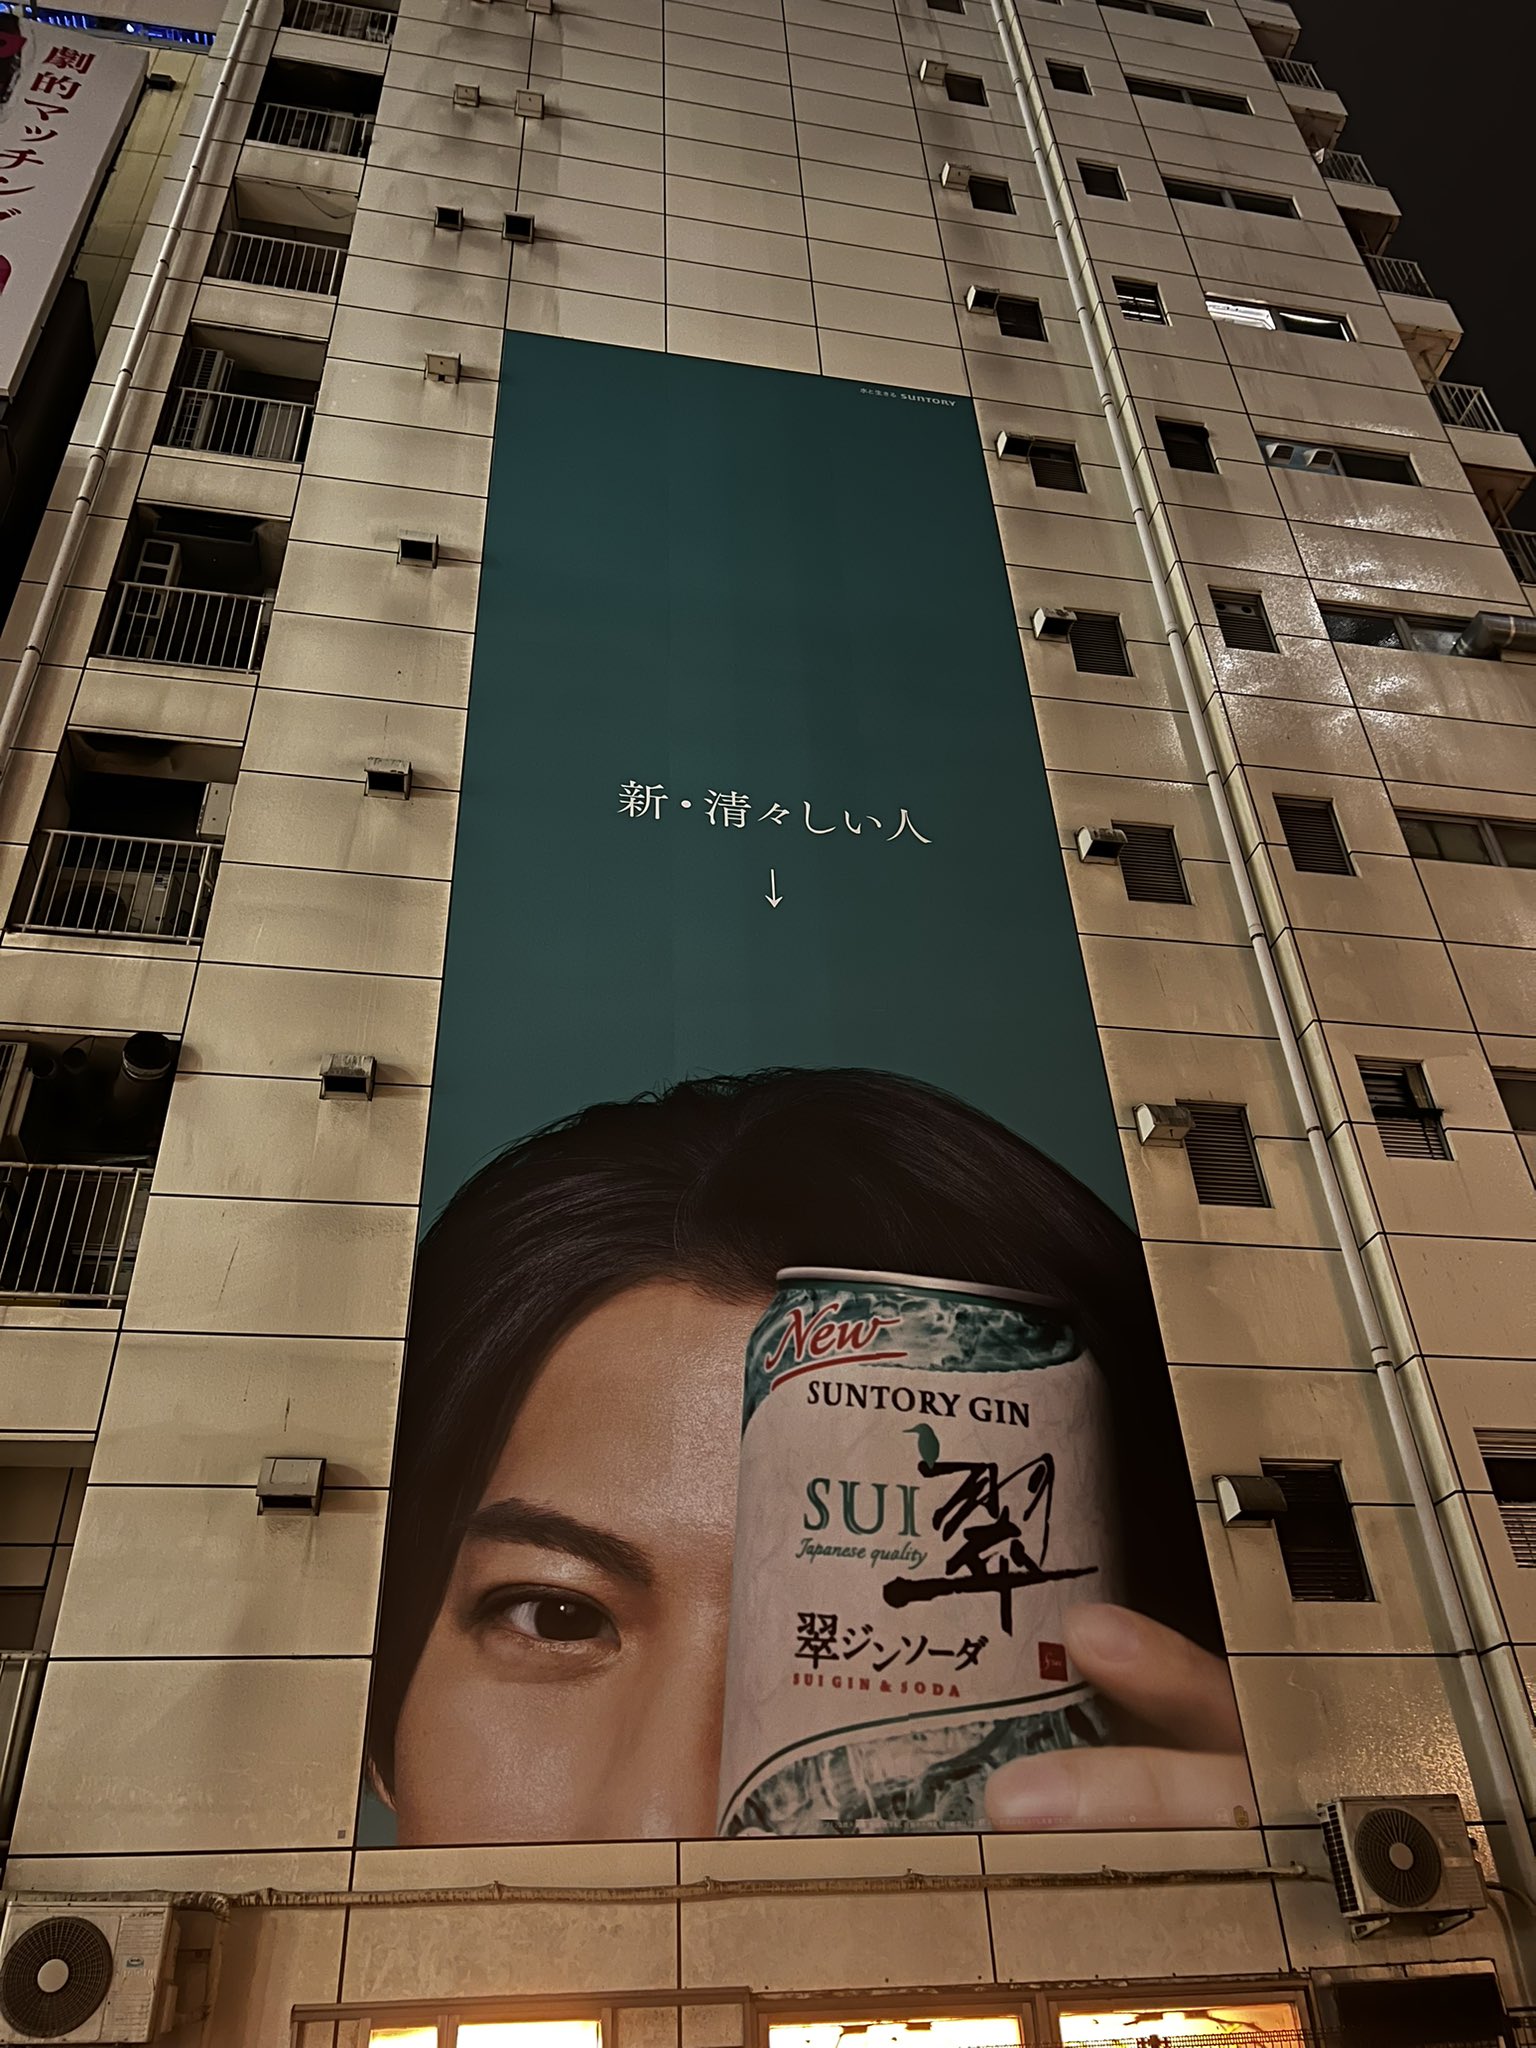 劇的マッチング
水と生きる SUNTORY
新・清々しい人
↓
New
SUNTORY GIN
SUI 翠
Japanese quality
翠ジンソーダ
SUI GIN & SODA